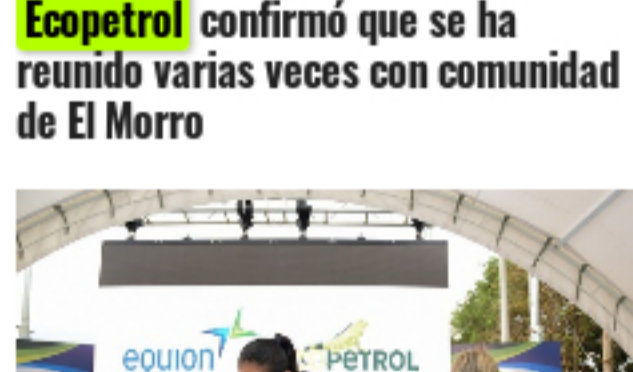 Ecopetrol confirmó que se ha
reunido varias veces con comunidad
de El Morro
equion
PETROL